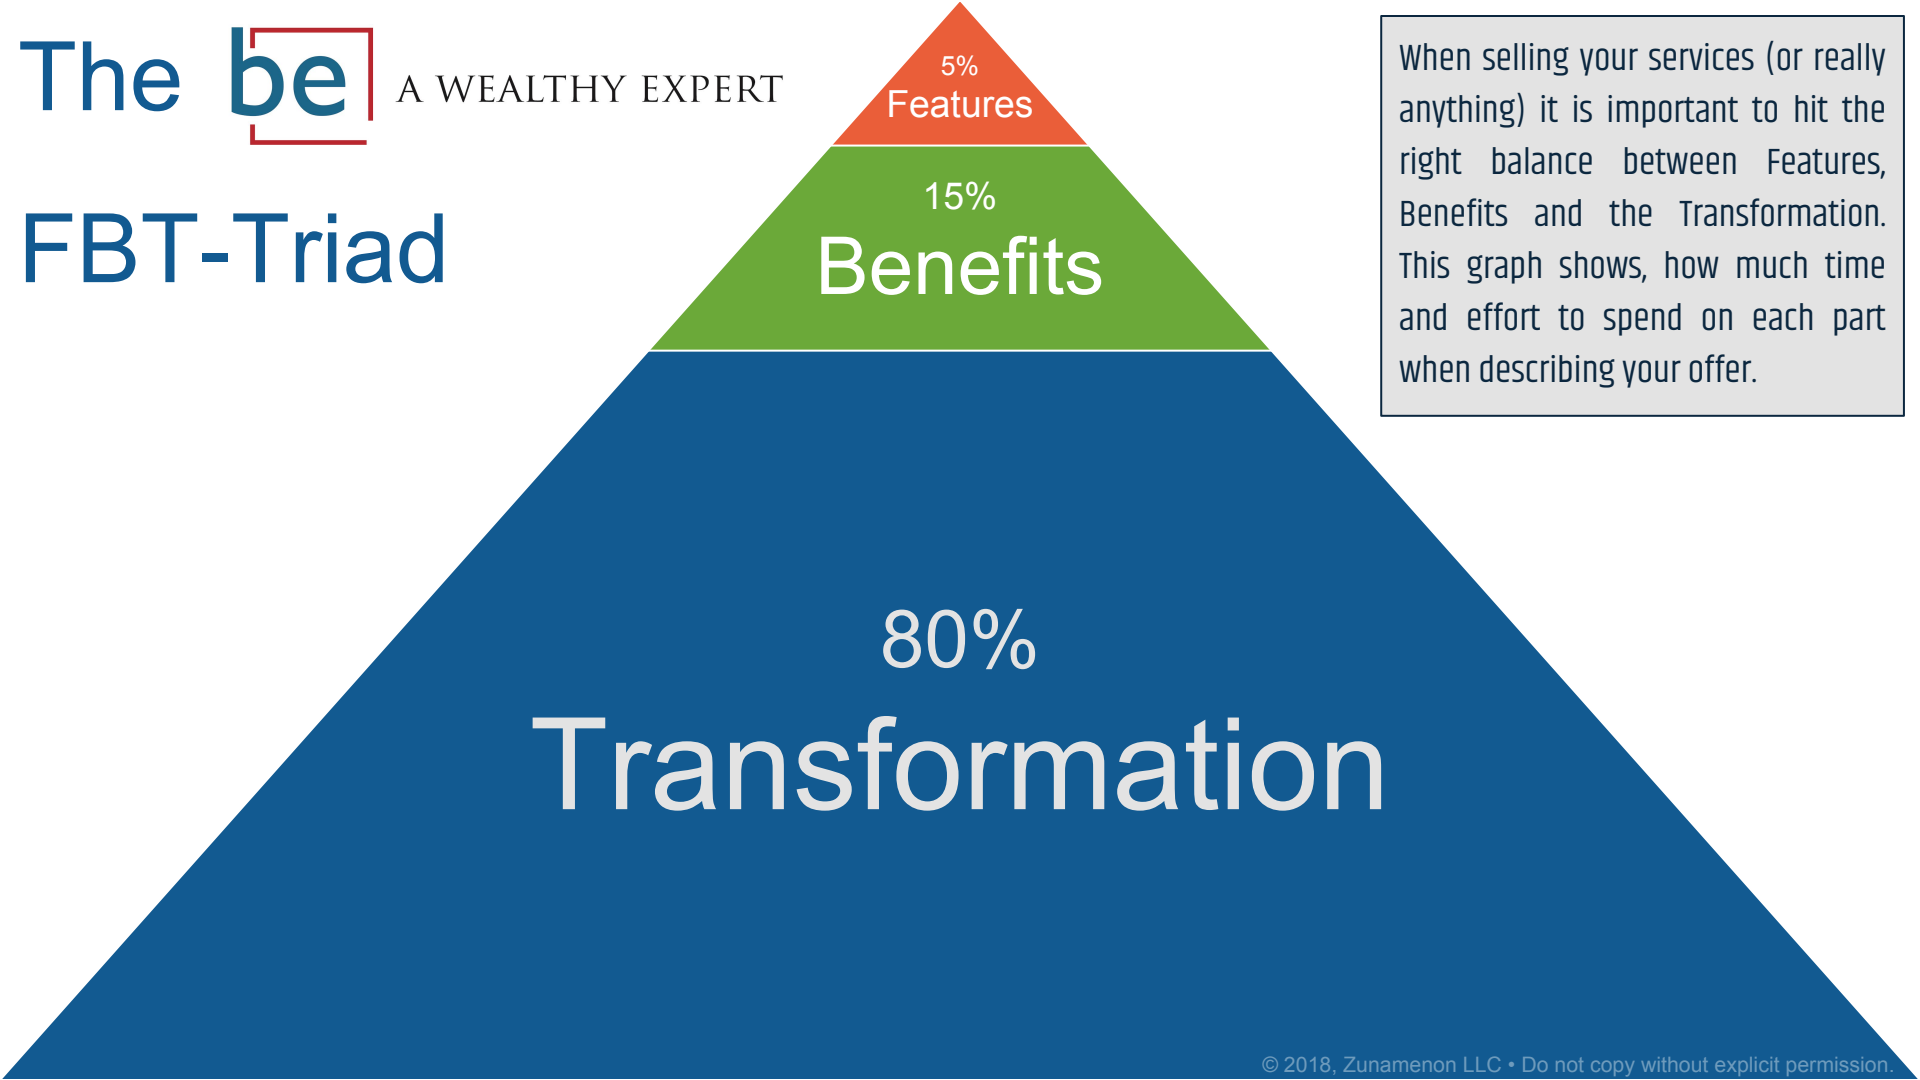 The be A WEALTHY EXPERT
FBT-Triad
5%
Features
15%
Benefits
80%
Transformation
When selling your services (or really
anything) it is important to hit the
right balance between Features,
Benefits and the Transformation.
This graph shows, how much time
and effort to spend on each part
when describing your offer.
© 2018, Zunamenon LLC • Do not copy without explicit permission.